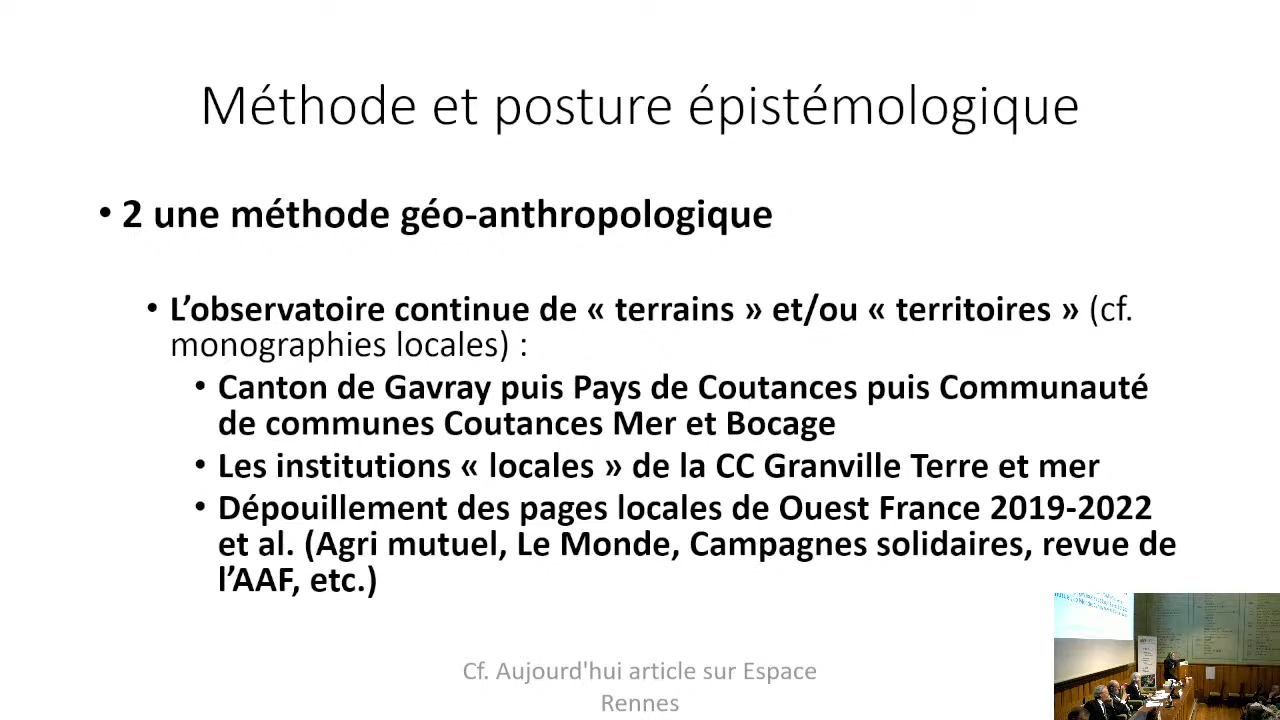 Méthode et posture épistémologique
• 2 une méthode géo-anthropologique
• L’observatoire continue de « terrains » et/ou « territoires » (cf.
monographies locales) :
• Canton de Gavray puis Pays de Coutances puis Communauté
de communes Coutances Mer et Bocage
• Les institutions « locales » de la CC Granville Terre et mer
• Dépouillement des pages locales de Ouest France 2019-2022
et al. (Agri mutuel, Le Monde, Campagnes solidaires, revue de
l’AAF, etc.)
Cf. Aujourd'hui article sur Espace
Rennes